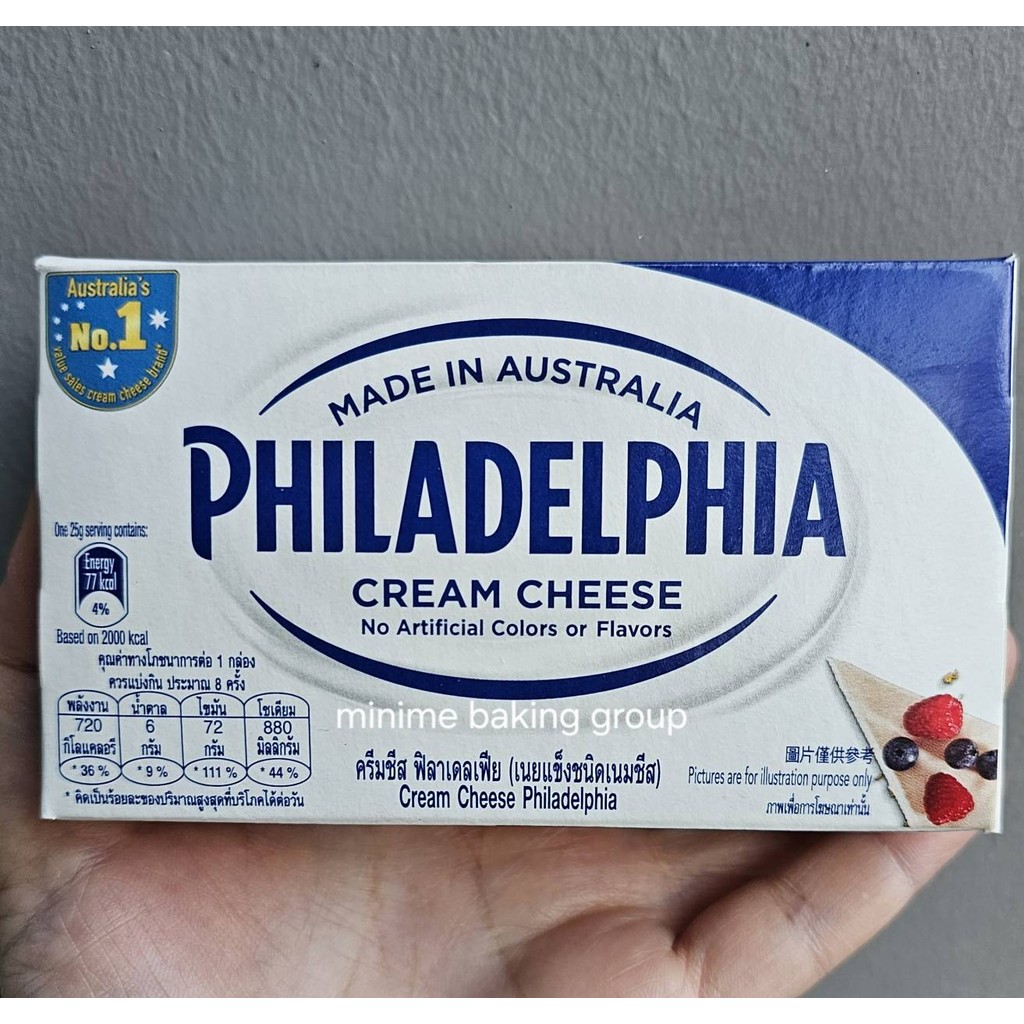 Australia's
No.1
value sales cream cheese brand*
MADE IN AUSTRALIA
PHILADELPHIA
CREAM CHEESE
No Artificial Colors or Flavors
One 25g serving contains:
Energy
77 kcal
4%
Based on 2000 kcal
คุณค่าทางโภชนาการต่อ 1 กล่อง
ควรแบ่งกิน ประมาณ 8 ครั้ง
พลังงาน น้ำตาล ไขมัน โซเดียม
720 6 72 880
กิโลแคลอรี กรัม กรัม มิลลิกรัม
*36 % *9 % *111 % *44 %
* คิดเป็นร้อยละของปริมาณสูงสุดที่บริโภคได้ต่อวัน
minime baking group
ครีมชีส ฟิลาเดลเฟีย (เนยแข็งชนิดเนมชีส)
Cream Cheese Philadelphia
圖片僅供參考
Pictures are for illustration purpose only
ภาพเพื่อการโฆษณาเท่านั้น